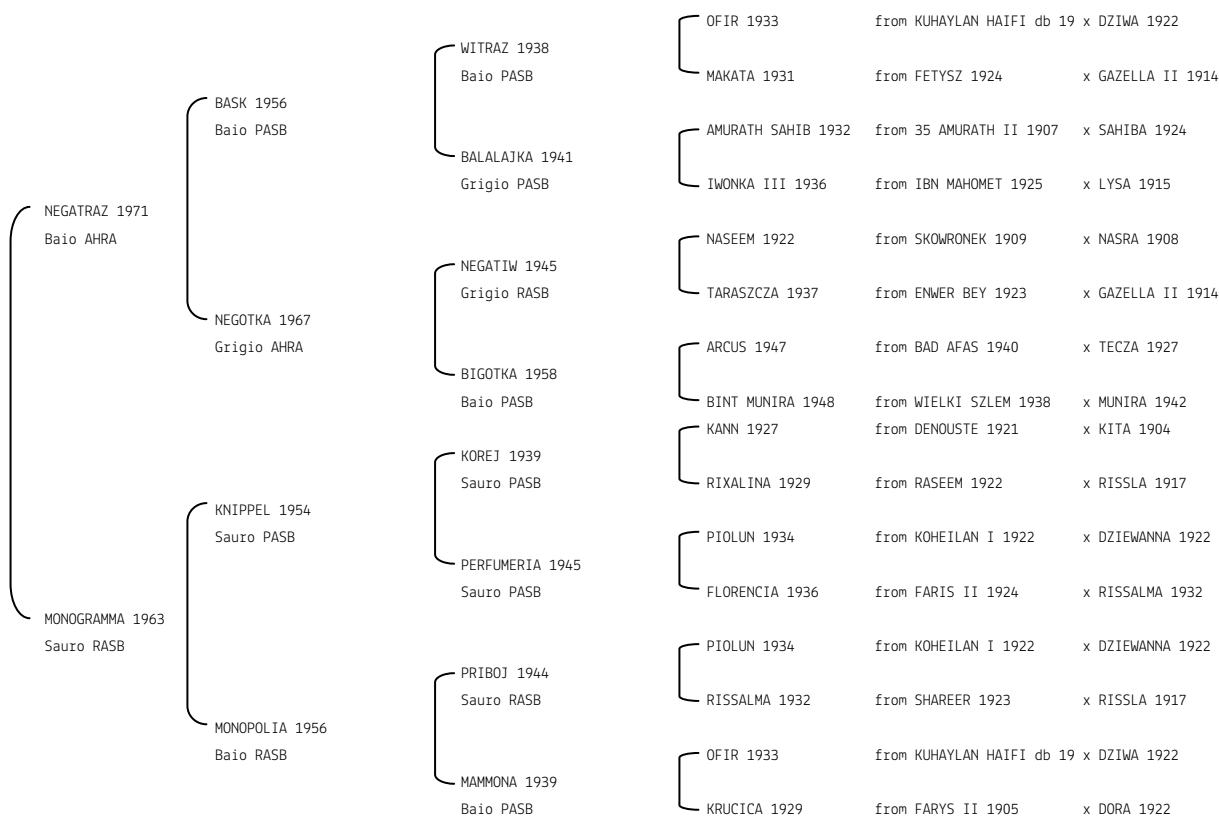 OFIR 1933 from KUHAYLAN HAIFI db 19 x DZIWA 1922
WITRAZ 1938
Baio PASB
MAKATA 1931 from FETYSZ 1924 x GAZELLA II 1914
BASK 1956
Baio PASB
AMURATH SAHIB 1932 from 35 AMURATH II 1907 x SAHIBA 1924
BALALAJKA 1941
Grigio PASB
IWONKA III 1936 from IBN MAHOMET 1925 x LYSA 1915
NEGATRAZ 1971
Baio AHRA
NASEEM 1922 from SKOWRONEK 1909 x NASRA 1908
NEGATIW 1945
Grigio RASB
TARASZCZA 1937 from ENWER BEY 1923 x GAZELLA II 1914
NEGOTKA 1967
Grigio AHRA
ARCUS 1947 from BAD AFAS 1940 x TECZA 1927
BIGOTKA 1958
Baio PASB
BINT MUNIRA 1948 from WIELKI SZLEM 1938 x MUNIRA 1942
KANN 1927 from DENOUSTE 1921 x KITA 1904
KOREJ 1939
Sauro PASB
RIXALINA 1929 from RASEEM 1922 x RISSLA 1917
KNIPPEL 1954
Sauro PASB
PIOLUN 1934 from KOHEILAN I 1922 x DZIEWANNA 1922
PERFUMERIA 1945
Sauro PASB
FLORENCIA 1936 from FARIS II 1924 x RISSALMA 1932
MONOGRAMMA 1963
Sauro RASB
PIOLUN 1934 from KOHEILAN I 1922 x DZIEWANNA 1922
PRIBOJ 1944
Sauro RASB
RISSALMA 1932 from SHAREER 1923 x RISSLA 1917
MONOPOLIA 1956
Baio RASB
OFIR 1933 from KUHAYLAN HAIFI db 19 x DZIWA 1922
MAMMONA 1939
Baio PASB
KRUCICA 1929 from FARYS II 1905 x DORA 1922